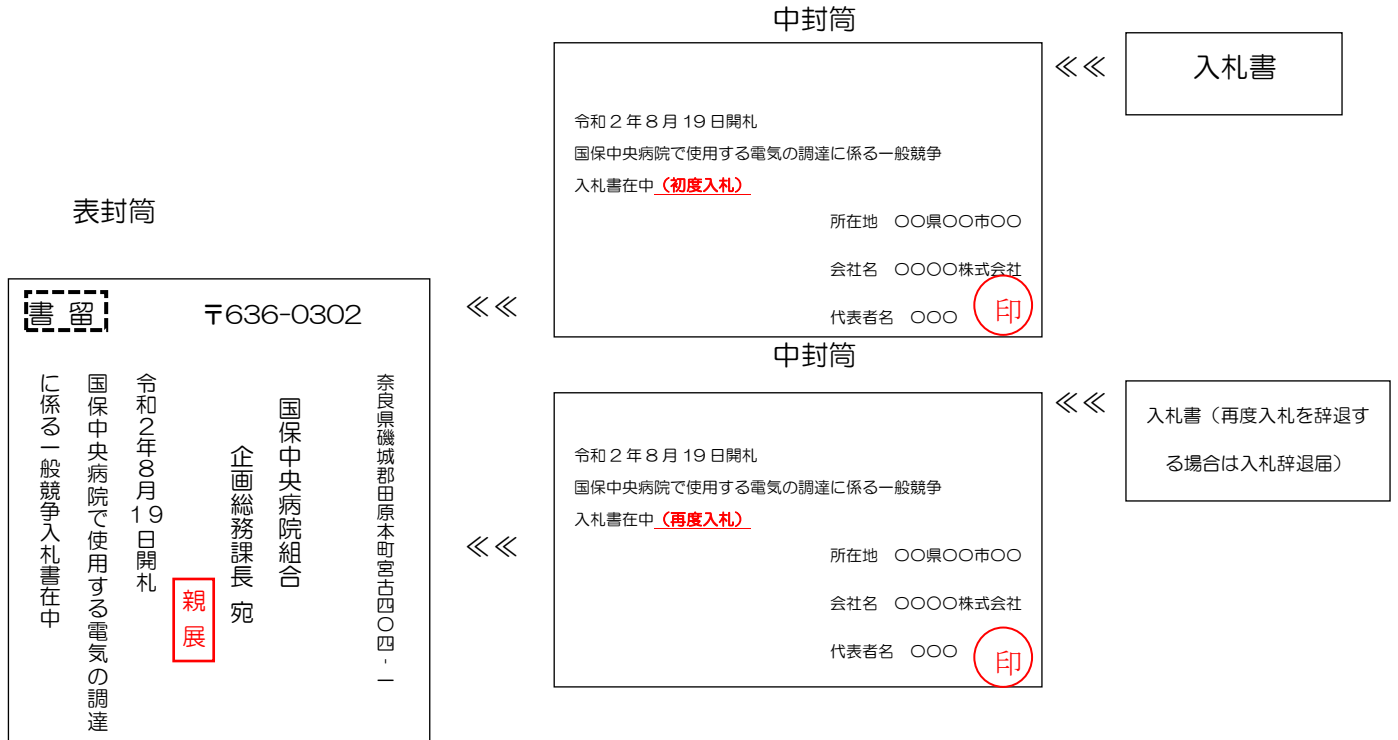 中封筒
≪≪
入札書
令和2年8月19日開札
国保中央病院で使用する電気の調達に係る一般競争
入札書在中(初度入札)
所在地 〇〇県〇〇市〇〇
会社名 〇〇〇〇株式会社
代表者名 〇〇〇
印
表封筒
書留
〒636-0302
≪≪
奈良県磯城郡田原本町宮古四〇四-一
国保中央病院組合
企画総務課長 宛
親展
令和2年8月19日開札
国保中央病院で使用する電気の調達
に係る一般競争入札書在中
≪≪
中封筒
≪≪
入札書(再度入札を辞退す
る場合は入札辞退届)
令和2年8月19日開札
国保中央病院で使用する電気の調達に係る一般競争
入札書在中(再度入札)
所在地 〇〇県〇〇市〇〇
会社名 〇〇〇〇株式会社
代表者名 〇〇〇
印